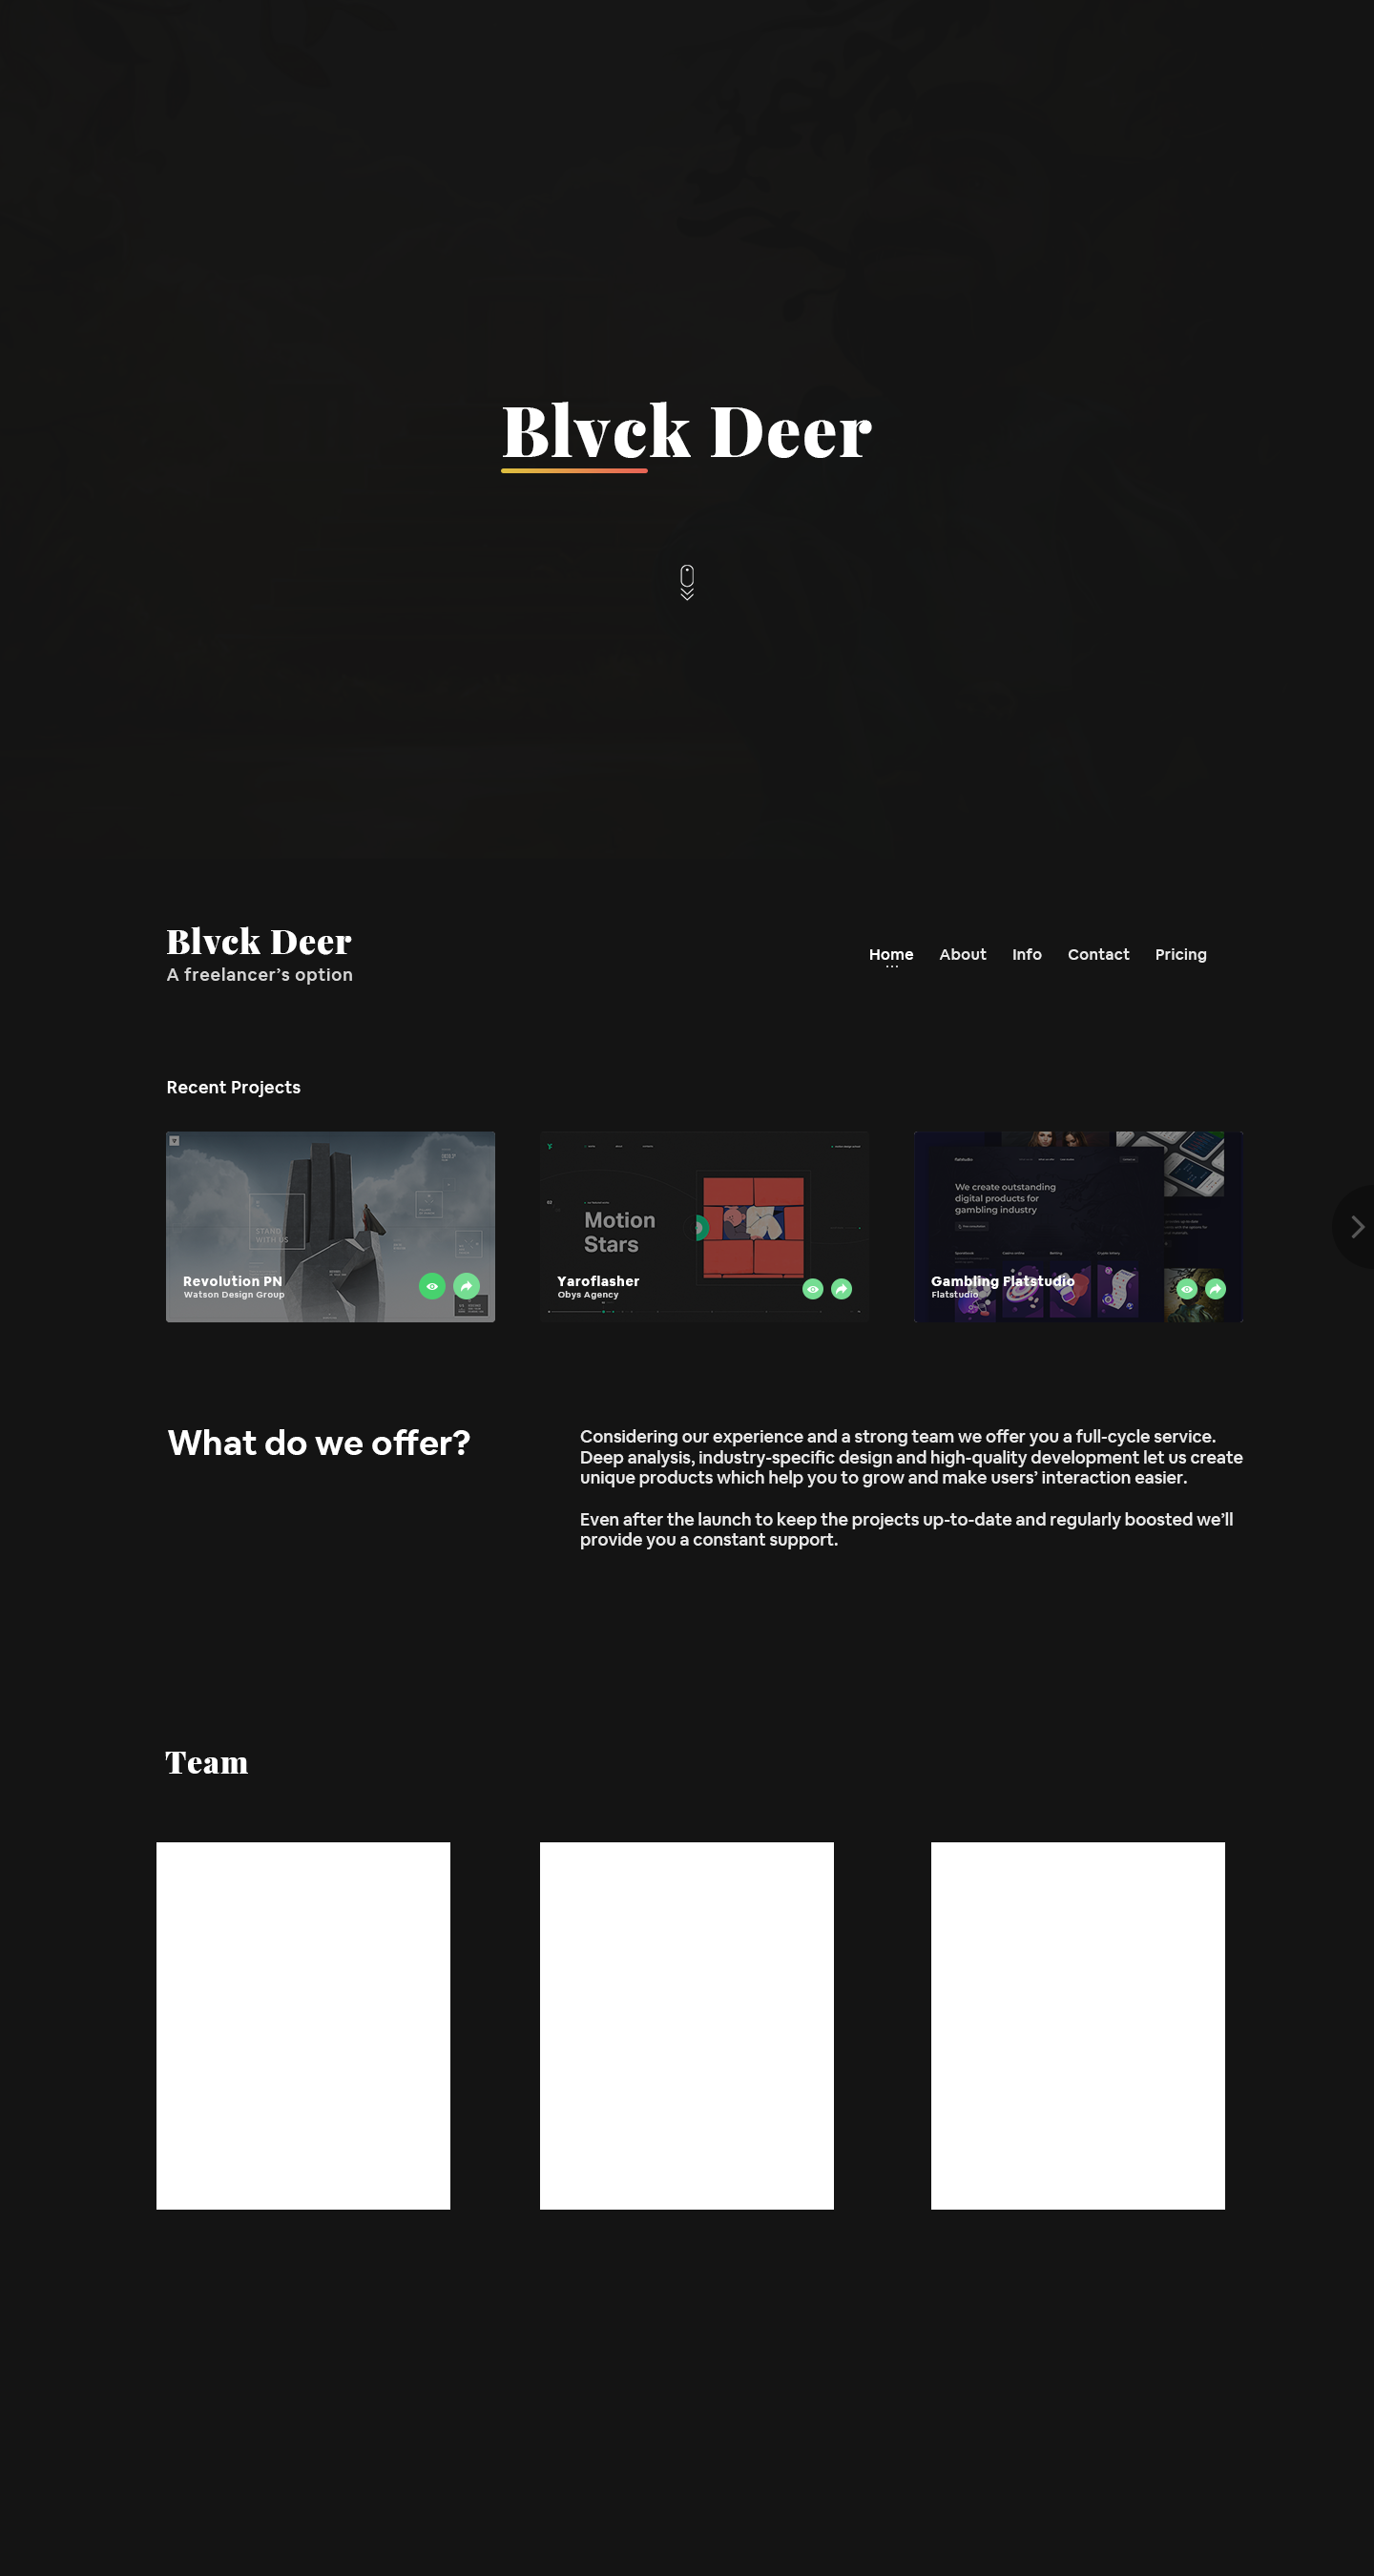 Blvck Deer
Blvck Deer
A freelancer’s option
Home About Info Contact Pricing
Recent Projects
STAND
WITH US
Revolution PN
Watson Design Group
Motion
Stars
Yaroflasher
Obys Agency
flatstudio
We create outstanding
digital products for
gambling industry
Gambling Flatstudio
Flatstudio
What do we offer?
Considering our experience and a strong team we offer you a full-cycle service.
Deep analysis, industry-specific design and high-quality development let us create
unique products which help you to grow and make users’ interaction easier.
Even after the launch to keep the projects up-to-date and regularly boosted we’ll
provide you a constant support.
Team